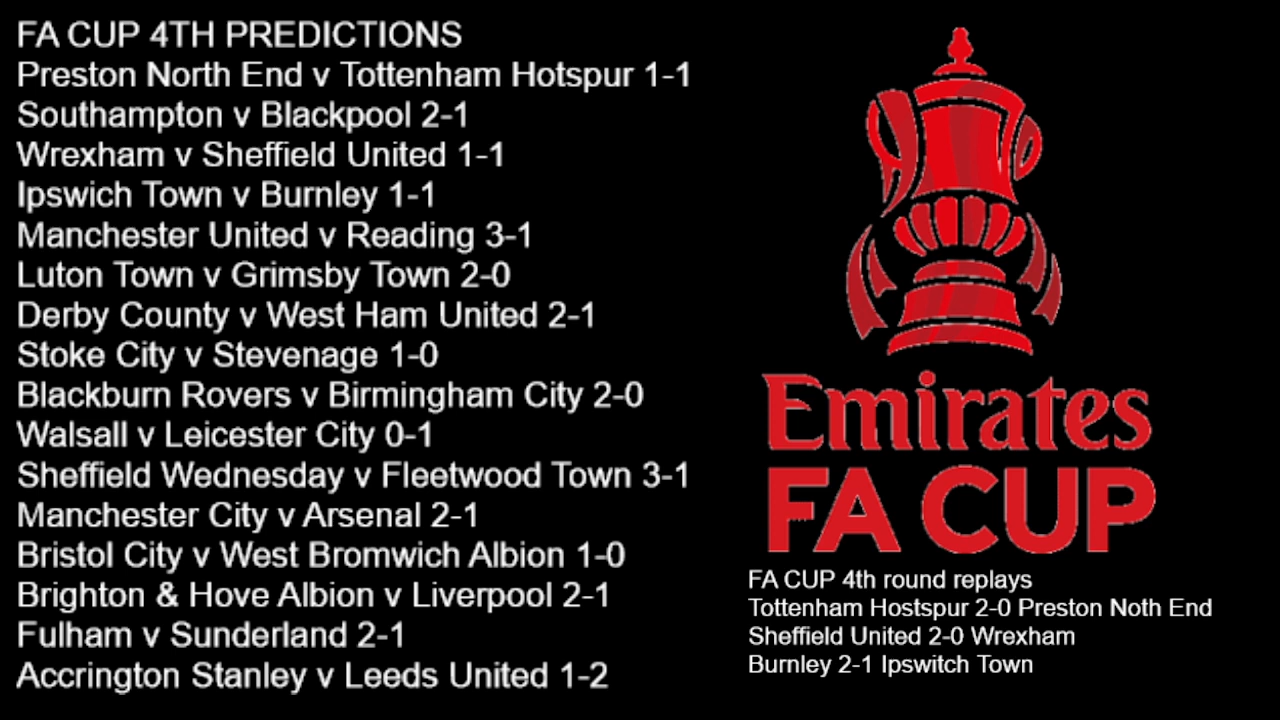 FA CUP 4TH PREDICTIONS
Preston North End v Tottenham Hotspur 1-1
Southampton v Blackpool 2-1
Wrexham v Sheffield United 1-1
Ipswich Town v Burnley 1-1
Manchester United v Reading 3-1
Luton Town v Grimsby Town 2-0
Derby County v West Ham United 2-1
Stoke City v Stevenage 1-0
Blackburn Rovers v Birmingham City 2-0
Walsall v Leicester City 0-1
Sheffield Wednesday v Fleetwood Town 3-1
Manchester City v Arsenal 2-1
Bristol City v West Bromwich Albion 1-0
Brighton & Hove Albion v Liverpool 2-1
Fulham v Sunderland 2-1
Accrington Stanley v Leeds United 1-2
Emirates
FA CUP
FA CUP 4th round replays
Tottenham Hostspur 2-0 Preston Noth End
Sheffield United 2-0 Wrexham
Burnley 2-1 Ipswitch Town